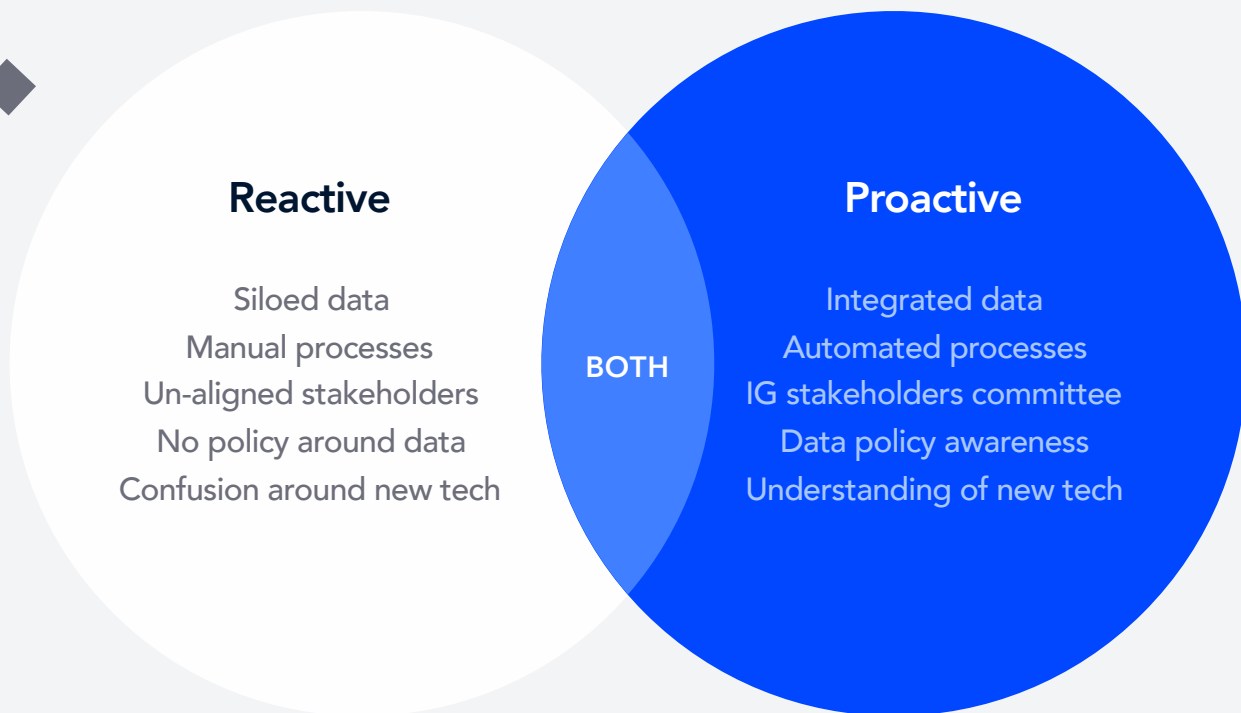 Reactive
Siloed data
Manual processes
Un-aligned stakeholders
No policy around data
Confusion around new tech
BOTH
Proactive
Integrated data
Automated processes
IG stakeholders committee
Data policy awareness
Understanding of new tech